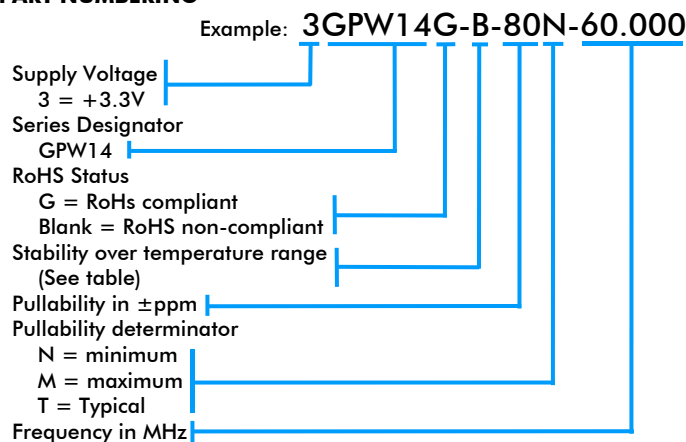 PART NUMBERING
Example: 3GPW14G-B-80N-60.000
Supply Voltage
3 = +3.3V
Series Designator
GPW14
RoHS Status
G = RoHs compliant
Blank = RoHS non-compliant
Stability over temperature range
(See table)
Pullability in ±ppm
Pullability determinator
N = minimum
M = maximum
T = Typical
Frequency in MHz